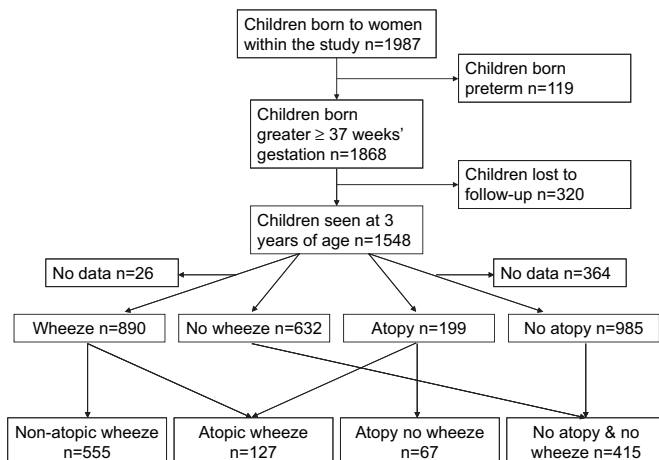 Children born to women
within the study n=1987
Children born
preterm n=119
Children born
greater ≥ 37 weeks'
gestation n=1868
Children lost to
follow-up n=320
Children seen at 3
years of age n=1548
No data n=26
No data n=364
Wheeze n=890
No wheeze n=632
Atopy n=199
No atopy n=985
Non-atopic wheeze
n=555
Atopic wheeze
n=127
Atopy no wheeze
n=67
No atopy & no
wheeze n=415